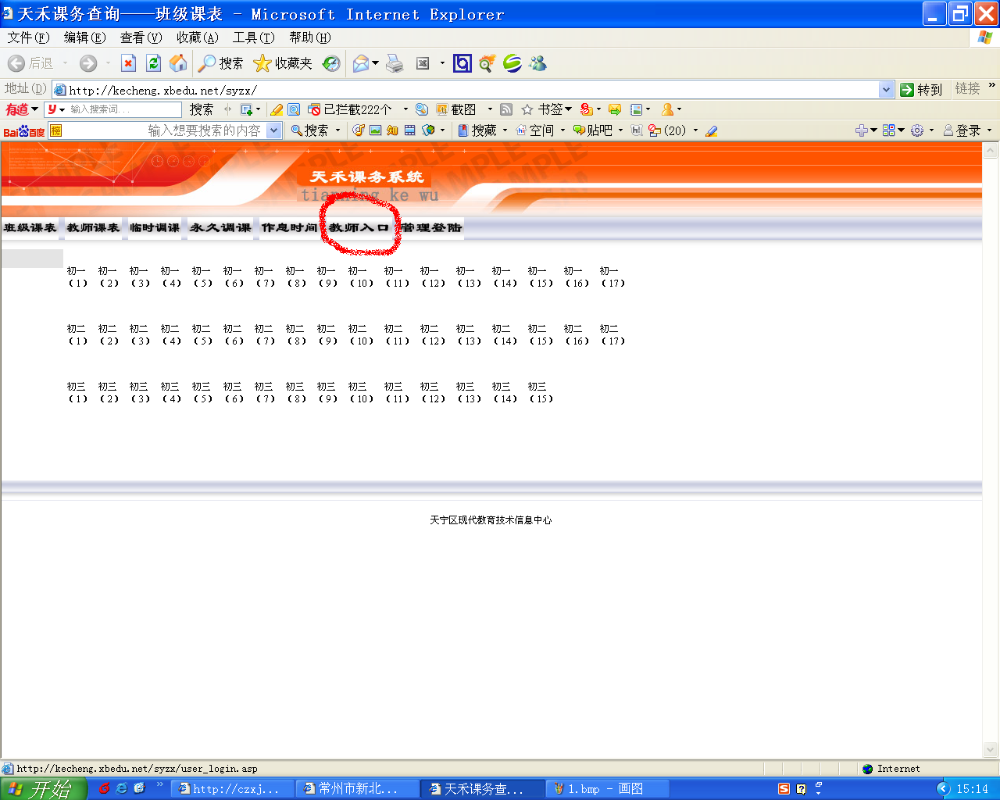 天禾课务查询——班级课表 - Microsoft Internet Explorer
文件(F) 编辑(E) 查看(V) 收藏(A) 工具(T) 帮助(H)
后退 搜索 收藏夹
地址(D) http://kecheng.xbedu.net/syzx/ 转到 链接 »
有道 y 输入搜索词... 搜索 已拦截222个 截图 书签
Bai百度 榜 输入想要搜索的内容 搜索 知 搜藏 hi 空间 贴吧 hi (20) 登录
天禾课务系统
tianning ke wu
班级课表 教师课表 临时调课 永久调课 作息时间 教师入口 管理登陆
初一 初一 初一 初一 初一 初一 初一 初一 初一 初一 初一 初一 初一 初一 初一 初一 初一
(1) (2) (3) (4) (5) (6) (7) (8) (9) (10) (11) (12) (13) (14) (15) (16) (17)
初二 初二 初二 初二 初二 初二 初二 初二 初二 初二 初二 初二 初二 初二 初二 初二 初二
(1) (2) (3) (4) (5) (6) (7) (8) (9) (10) (11) (12) (13) (14) (15) (16) (17)
初三 初三 初三 初三 初三 初三 初三 初三 初三 初三 初三 初三 初三 初三 初三
(1) (2) (3) (4) (5) (6) (7) (8) (9) (10) (11) (12) (13) (14) (15)
天宁区现代教育技术信息中心
http://kecheng.xbedu.net/syzx/user_login.asp Internet
开始 » http://czxj... 常州市新北... 天禾课务查... 1.bmp - 画图 S 15:14